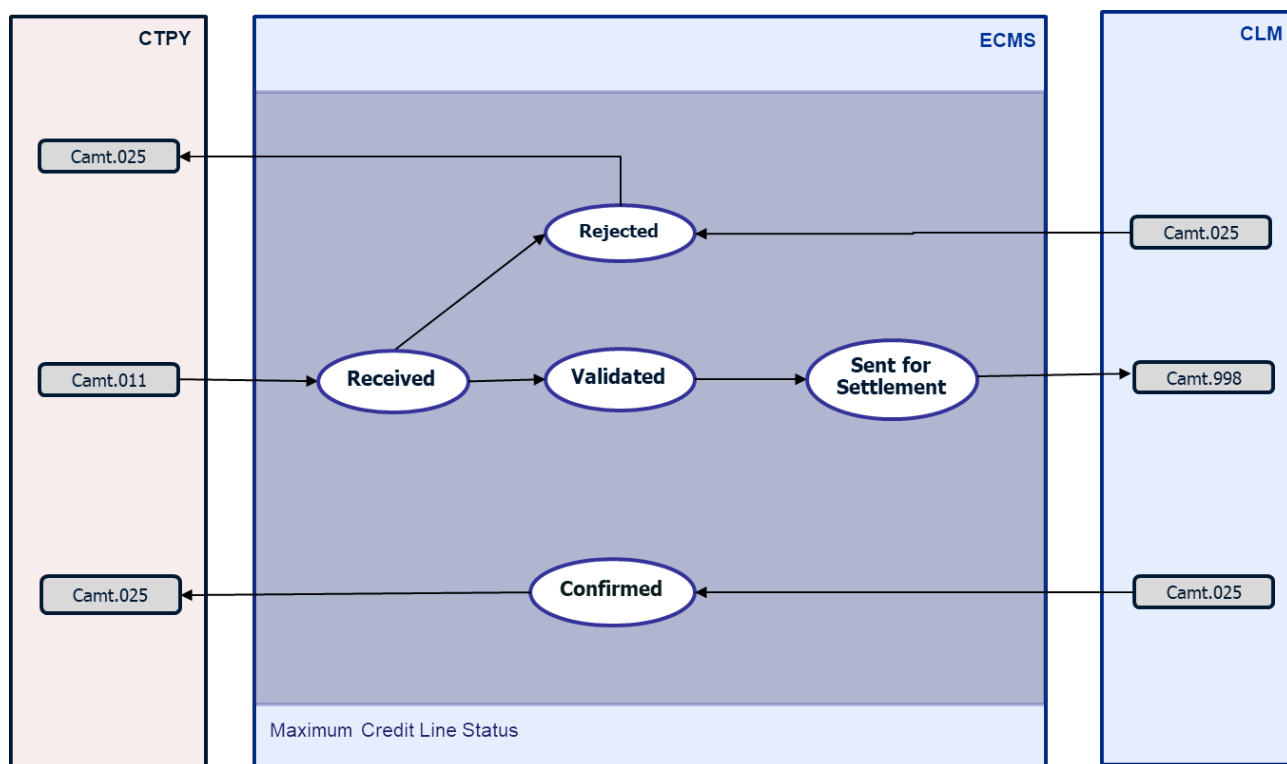 CTPY
ECMS
CLM
Camt.025
Rejected
Camt.025
Camt.011
Received
Validated
Sent for
Settlement
Camt.998
Camt.025
Confirmed
Camt.025
Maximum Credit Line Status